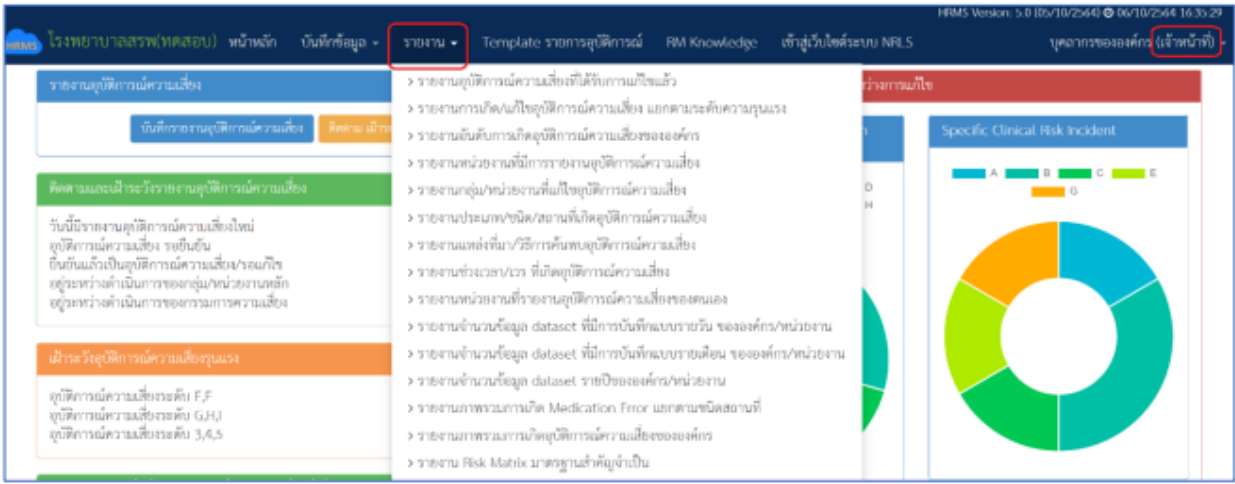 HRMS Version: 5.0 (05/10/2564) 06/10/2564 16:35:29
HRMS โรงพยาบาลสรพ(ทดสอบ) หน้าหลัก บันทึกข้อมูล รายงาน Template รายการอุบัติการณ์ RM Knowledge เข้าสู่เว็บไซต์ระบบ NRLS บุคลากรขององค์กร (เจ้าหน้าที่)
รายงานอุบัติการณ์ความเสี่ยง
บันทึกรายงานอุบัติการณ์ความเสี่ยง ติดตาม
ติดตามและเฝ้าระวังรายงานอุบัติการณ์ความเสี่ยง
วันนี้มีรายงานอุบัติการณ์ความเสี่ยงใหม่
อุบัติการณ์ความเสี่ยง รอยืนยัน
ยืนยันแล้วเป็นอุบัติการณ์ความเสี่ยง/รอแก้ไข
อยู่ระหว่างดำเนินการของกลุ่ม/หน่วยงานหลัก
อยู่ระหว่างดำเนินการของกรรมการความเสี่ยง
เฝ้าระวังอุบัติการณ์ความเสี่ยงรุนแรง
อุบัติการณ์ความเสี่ยงระดับ E,F
อุบัติการณ์ความเสี่ยงระดับ G,H,I
อุบัติการณ์ความเสี่ยงระดับ 3,4,5
> รายงานอุบัติการณ์ความเสี่ยงที่ได้รับการแก้ไขแล้ว
> รายงานการเกิด/แก้ไขอุบัติการณ์ความเสี่ยง แยกตามระดับความรุนแรง
> รายงานอันดับการเกิดอุบัติการณ์ความเสี่ยงขององค์กร
> รายงานหน่วยงานที่มีการรายงานอุบัติการณ์ความเสี่ยง
> รายงานกลุ่ม/หน่วยงานที่แก้ไขอุบัติการณ์ความเสี่ยง
> รายงานประเภท/ชนิด/สถานที่เกิดอุบัติการณ์ความเสี่ยง
> รายงานแหล่งที่มา/วิธีการค้นพบอุบัติการณ์ความเสี่ยง
> รายงานช่วงเวลา/เวร ที่เกิดอุบัติการณ์ความเสี่ยง
> รายงานหน่วยงานที่รายงานอุบัติการณ์ความเสี่ยงของตนเอง
> รายงานจำนวนข้อมูล dataset ที่มีการบันทึกแบบรายวัน ขององค์กร/หน่วยงาน
> รายงานจำนวนข้อมูล dataset ที่มีการบันทึกแบบรายเดือน ขององค์กร/หน่วยงาน
> รายงานจำนวนข้อมูล dataset รายปีขององค์กร/หน่วยงาน
> รายงานภาพรวมการเกิด Medication Error แยกตามชนิดสถานที่
> รายงานภาพรวมการเกิดอุบัติการณ์ความเสี่ยงขององค์กร
> รายงาน Risk Matrix มาตรฐานสำคัญจำเป็น
ว่างการแก้ไข
D
H
Specific Clinical Risk Incident
A B C E
G